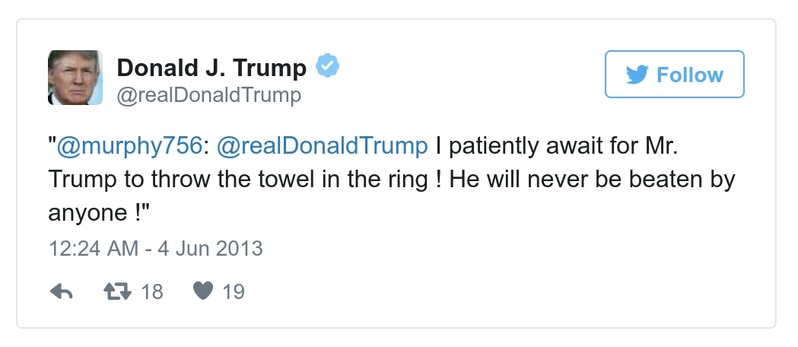 Donald J. Trump
@realDonaldTrump
Follow
"@murphy756: @realDonaldTrump I patiently await for Mr.
Trump to throw the towel in the ring ! He will never be beaten by
anyone !"
12:24 AM - 4 Jun 2013
18 19